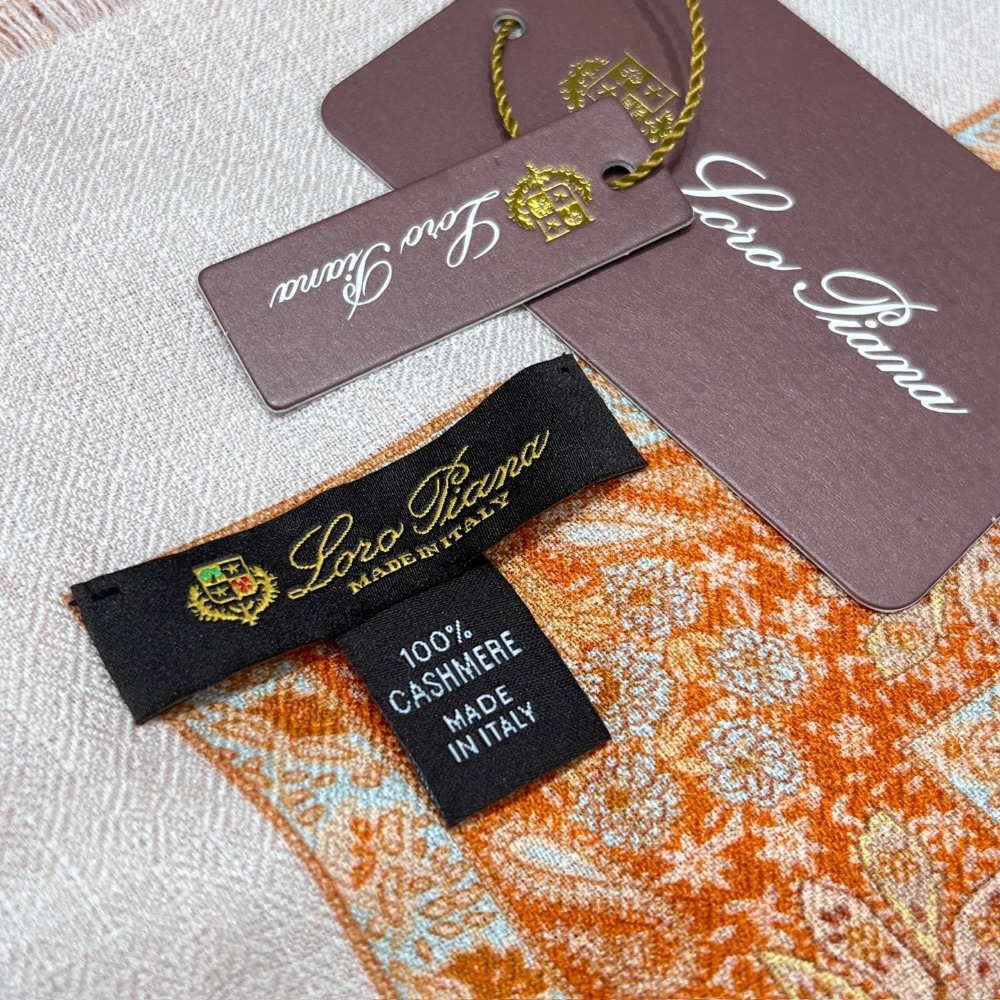 Loro Piana
Loro Piana
Loro Piana
MADE IN ITALY
100%
CASHMERE
MADE
IN ITALY